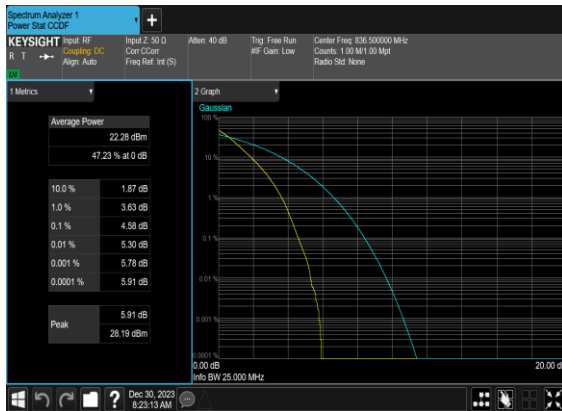 Spectrum Analyzer 1
Power Stat CCDF
+
KEYSIGHT
R T
Input: RF
Coupling: DC
Align: Auto
Input Z: 50 Ω
Corr CCorr
Freq Ref: Int (S)
Atten: 40 dB
Trig: Free Run
#IF Gain: Low
Center Freq: 836.500000 MHz
Counts: 1.00 M/1.00 Mpt
Radio Std: None
1 Metrics
Average Power
22.28 dBm
47.23 % at 0 dB
10.0 % 1.87 dB
1.0 % 3.63 dB
0.1 % 4.58 dB
0.01 % 5.30 dB
0.001 % 5.78 dB
0.0001 % 5.91 dB
Peak 5.91 dB
28.19 dBm
2 Graph
Gaussian
100 %
10 %
1 %
0.1 %
0.01 %
0.001 %
0.0001 %
0.00 dB 20.00 d
Info BW 25.000 MHz
?
Dec 30, 2023
8:23:13 AM